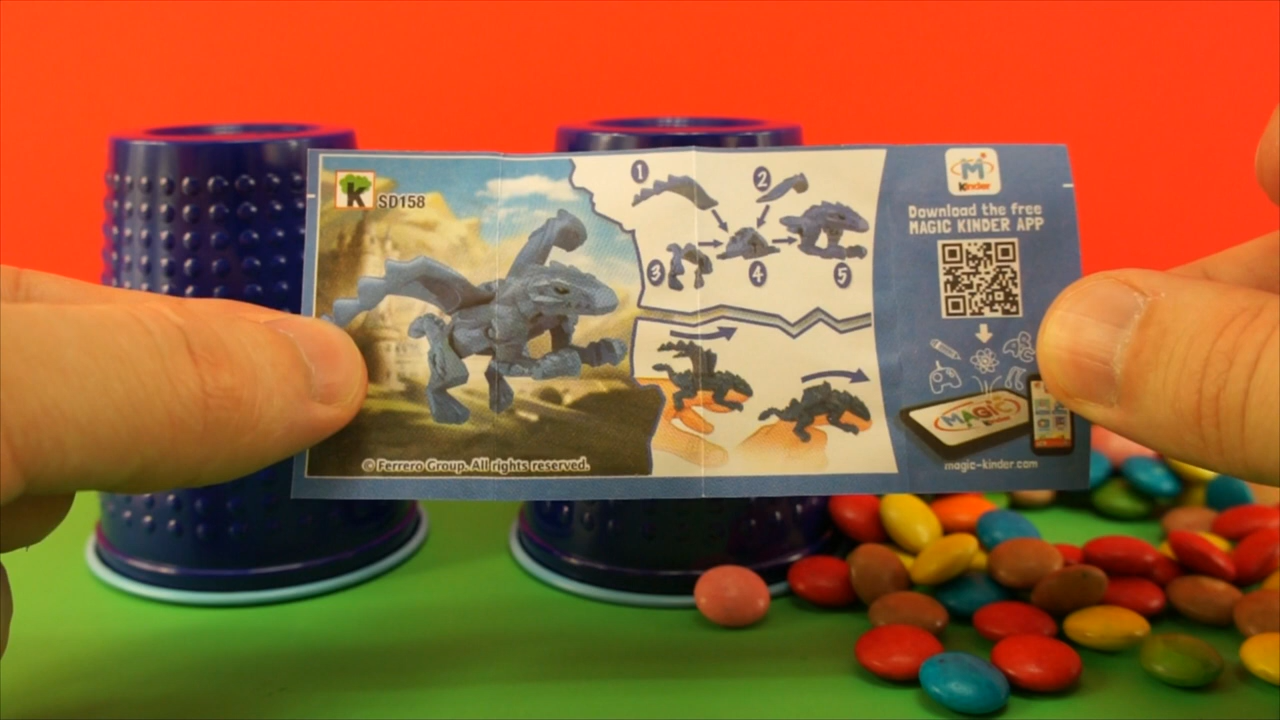 K SD158
© Ferrero Group. All rights reserved.
1
2
3
4
5
M
Kinder
Download the free
MAGIC KINDER APP
MAGIC
Kinder
magic-kinder.com